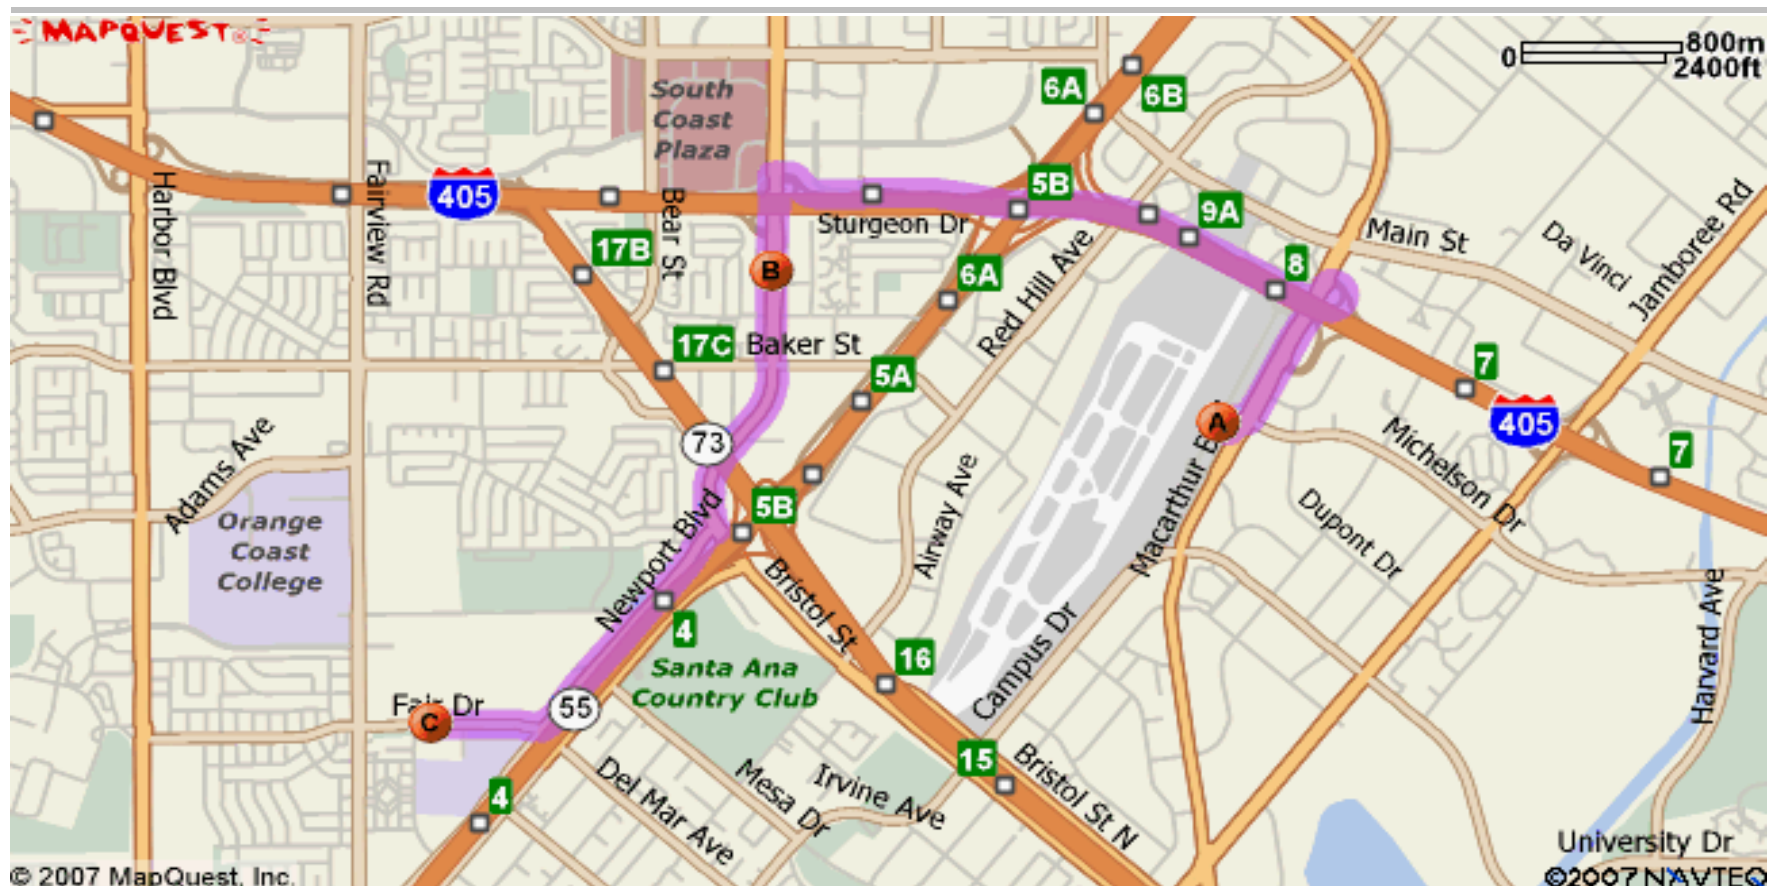 MAPQUEST
0
800m
2400ft
South
Coast
Plaza
6A
6B
Harbor Blvd
Fairview Rd
405
Bear St
5B
9A
Sturgeon Dr
Main St
Da Vinci
Jamboree Rd
17B
B
6A
Red Hill Ave
8
17C
Baker St
5A
7
A
405
73
Adams Ave
Michelson Dr
7
Orange
Coast
College
Newport Blvd
5B
Airway Ave
Macarthur B
Dupont Dr
Bristol St
4
16
Campus Dr
Harvard Ave
Santa Ana
Country Club
Fair Dr
C
55
15
Bristol St N
4
Del Mar Ave
Mesa Dr
Irvine Ave
University Dr
© 2007 MapQuest, Inc.
©2007 NAVTEQ